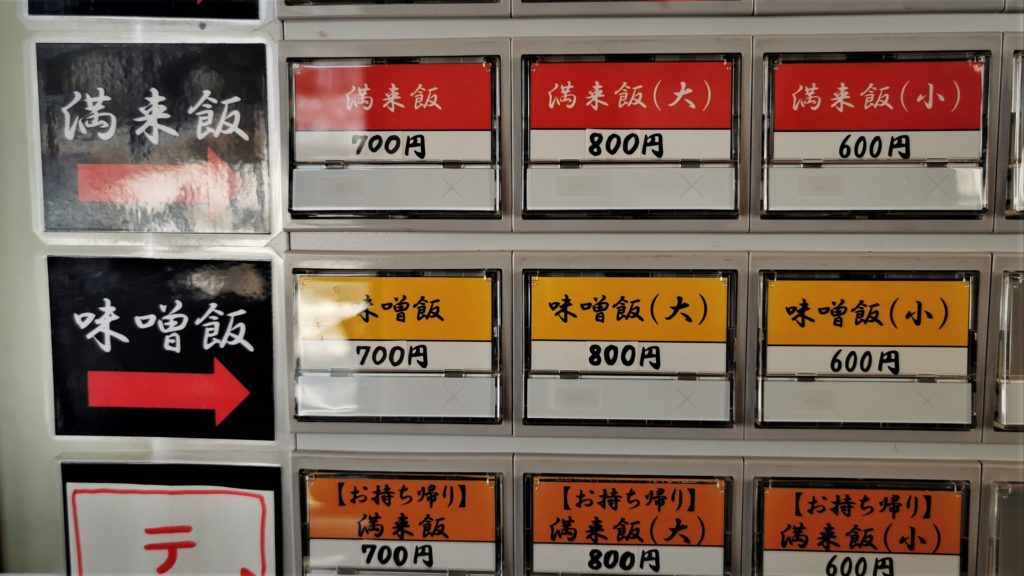 満来飯
満来飯
700円
満来飯(大)
800円
満来飯(小)
600円
味噌飯
味噌飯
700円
味噌飯(大)
800円
味噌飯(小)
600円
テ
【お持ち帰り】
満来飯
700円
【お持ち帰り】
満来飯(大)
800円
【お持ち帰り】
満来飯(小)
600円